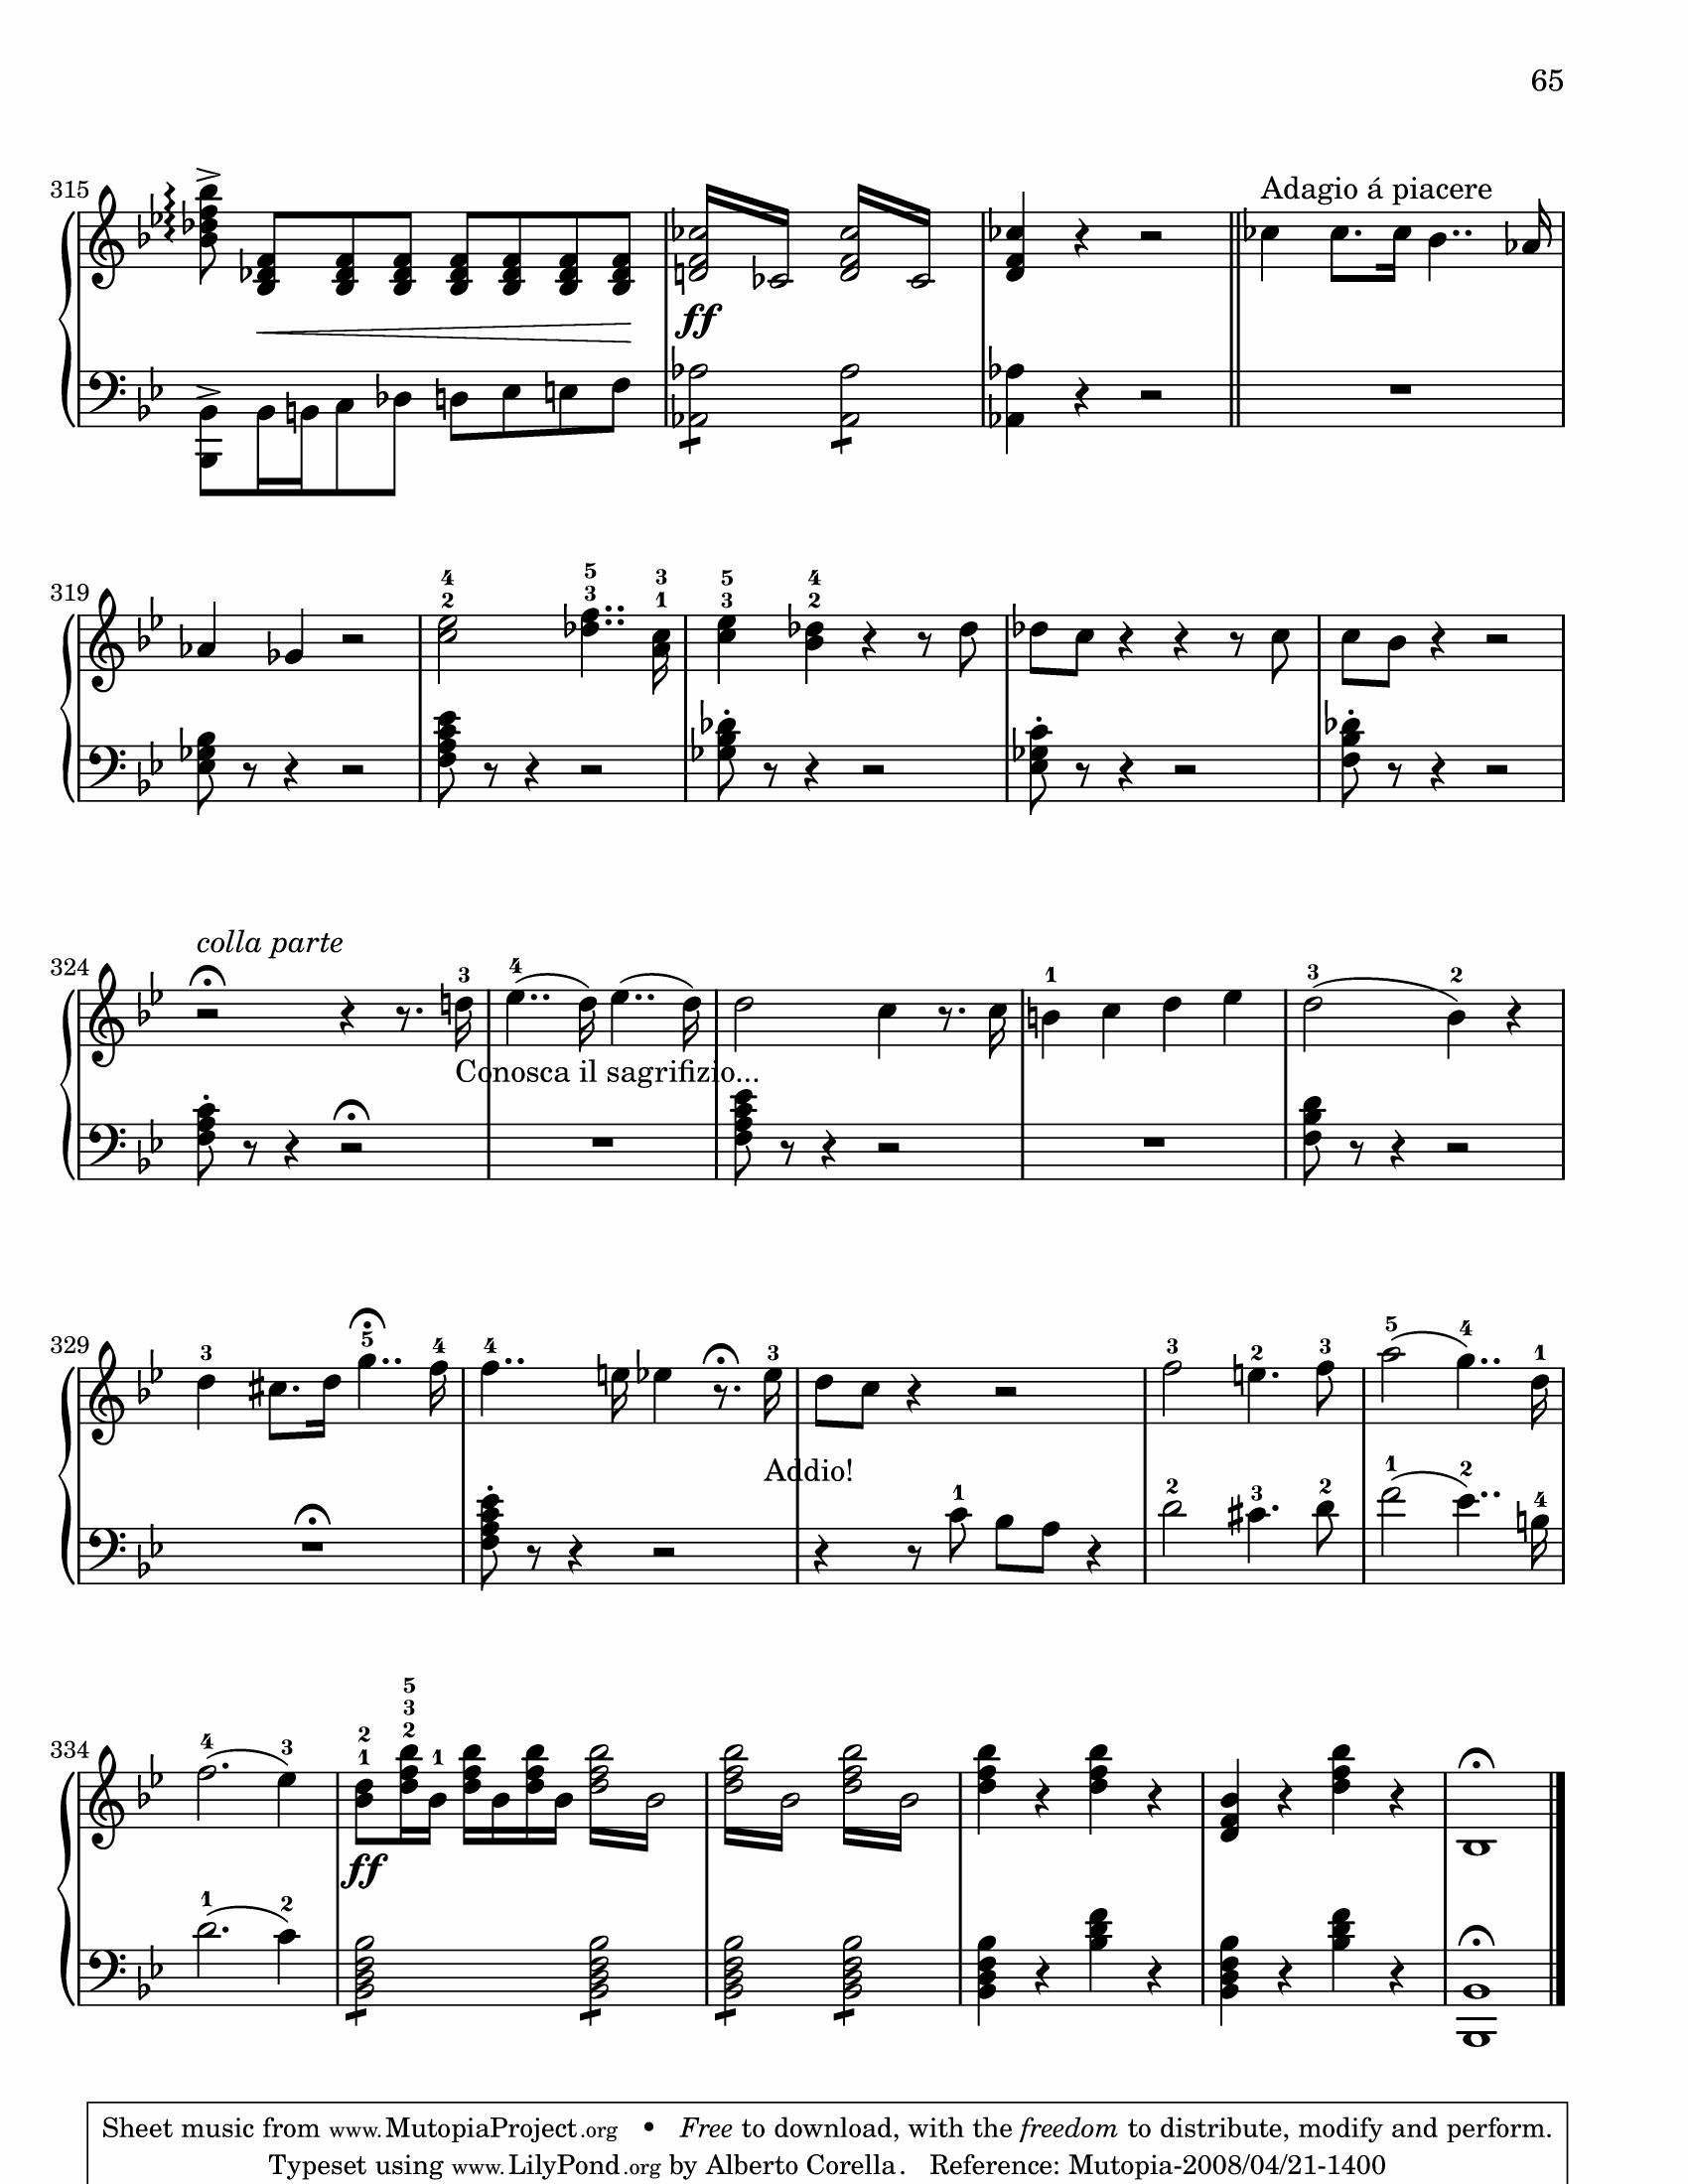 65
315
Adagio á piacere
ff
319
4 5 3
2 3 1
5 4
3 2
colla parte
324
3 4 1 3 2
Conosca il sagrifizio...
329
3 5 4 4 3 3 2 3 5 4 1
Addio!
1 2 3 2 1 2 4
334
4 3
2 5
1 3
2 1
ff
1 2
Sheet music from www.MutopiaProject.org • Free to download, with the freedom to distribute, modify and perform.
Typeset using www.LilyPond.org by Alberto Corella. Reference: Mutopia-2008/04/21-1400